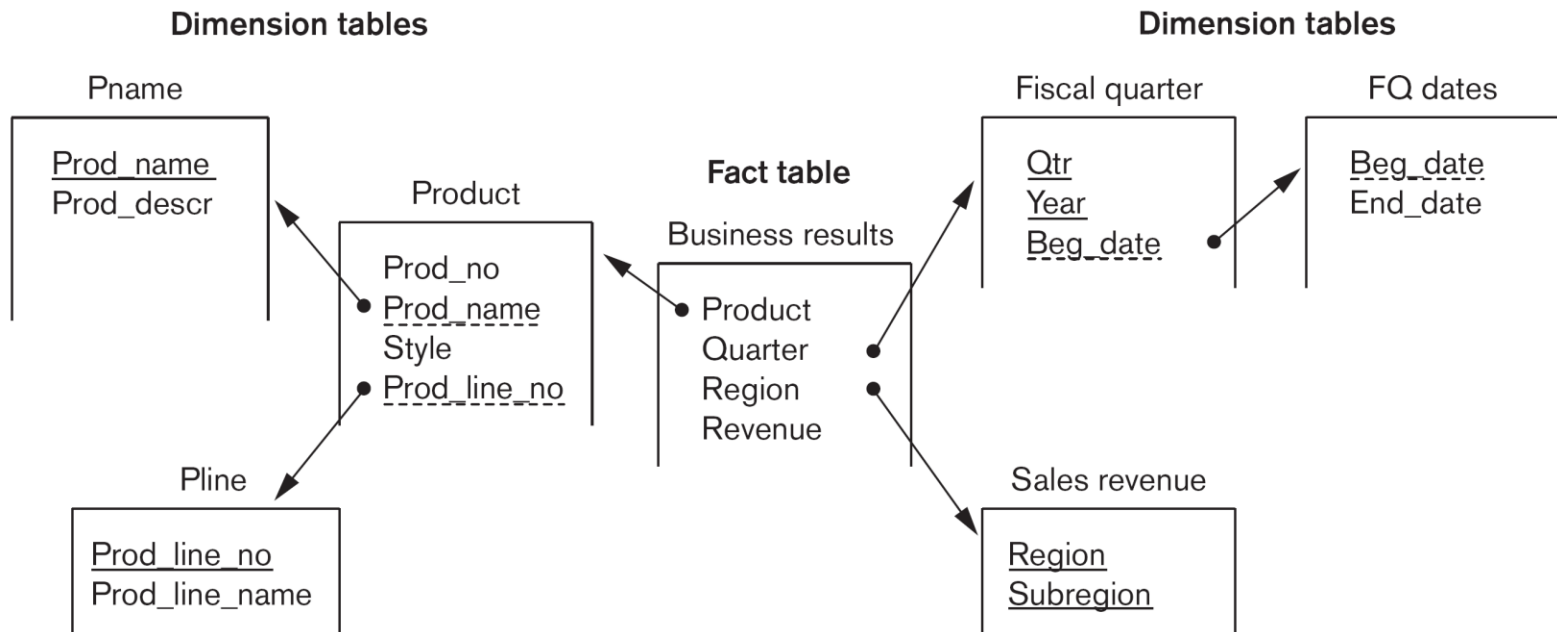 Dimension tables
Dimension tables
Pname
Prod_name
Prod_descr
Product
Prod_no
Prod_name
Style
Prod_line_no
Pline
Prod_line_no
Prod_line_name
Fact table
Business results
Product
Quarter
Region
Revenue
Fiscal quarter
Qtr
Year
Beg_date
FQ dates
Beg_date
End_date
Sales revenue
Region
Subregion